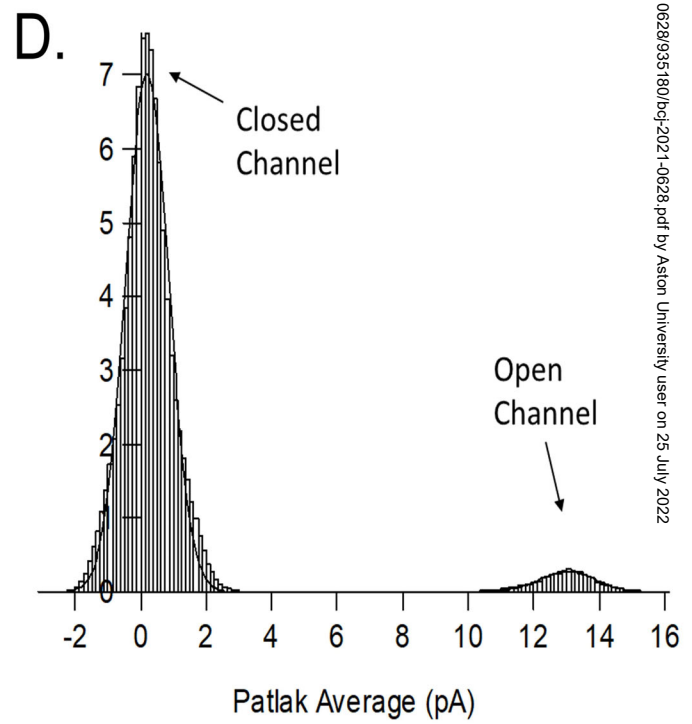 D.
7
Closed
Channel
6
5
4
3
Open
Channel
2
1
0
-2 0 2 4 6 8 10 12 14 16
Patlak Average (pA)
0628/935180/bcj-2021-0628.pdf by Aston University user on 25 July 2022